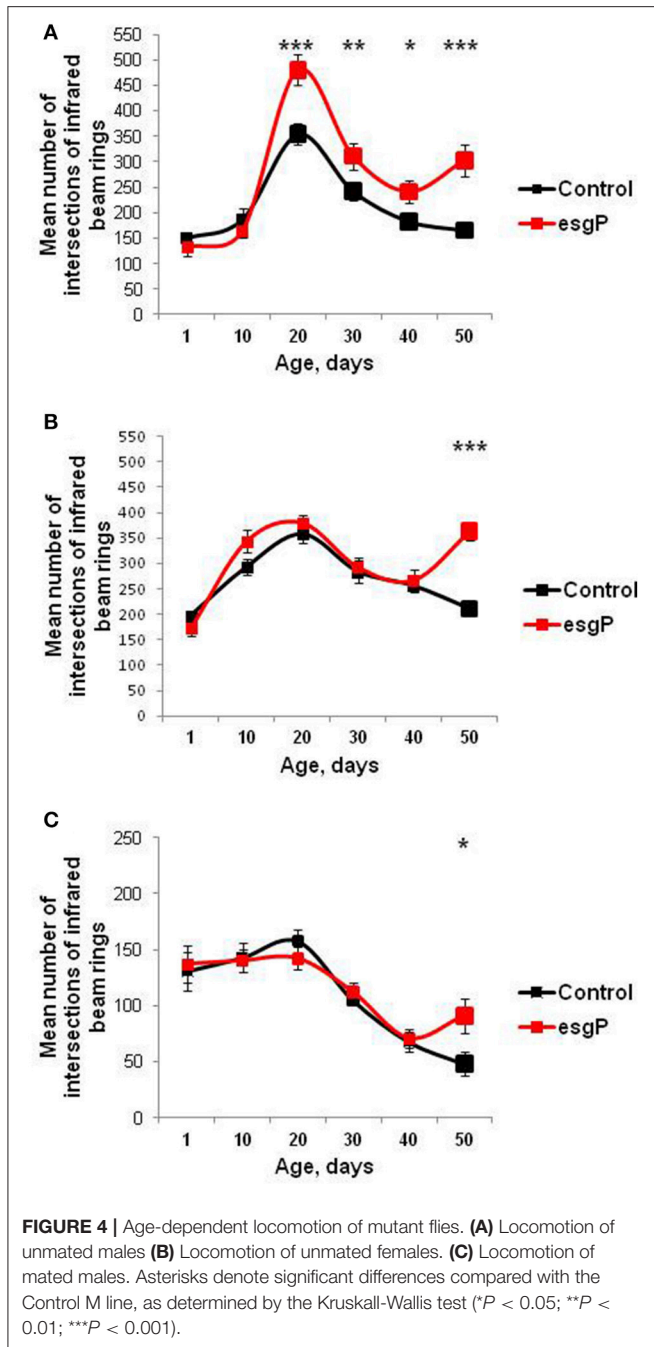 A
Mean number of
intersections of infrared
beam rings
550
500
450
400
350
300
250
200
150
100
50
0
*** ** * ***
Control
esgP
1 10 20 30 40 50
Age, days
B
Mean number of
intersections of infrared
beam rings
550
500
450
400
350
300
250
200
150
100
50
0
***
Control
esgP
1 10 20 30 40 50
Age, days
C
Mean number of
intersections of infrared
beam rings
250
200
150
100
50
0
*
Control
esgP
1 10 20 30 40 50
Age, days
FIGURE 4 | Age-dependent locomotion of mutant flies. (A) Locomotion of
unmated males (B) Locomotion of unmated females. (C) Locomotion of
mated males. Asterisks denote significant differences compared with the
Control M line, as determined by the Kruskall-Wallis test (*P < 0.05; **P <
0.01; ***P < 0.001).